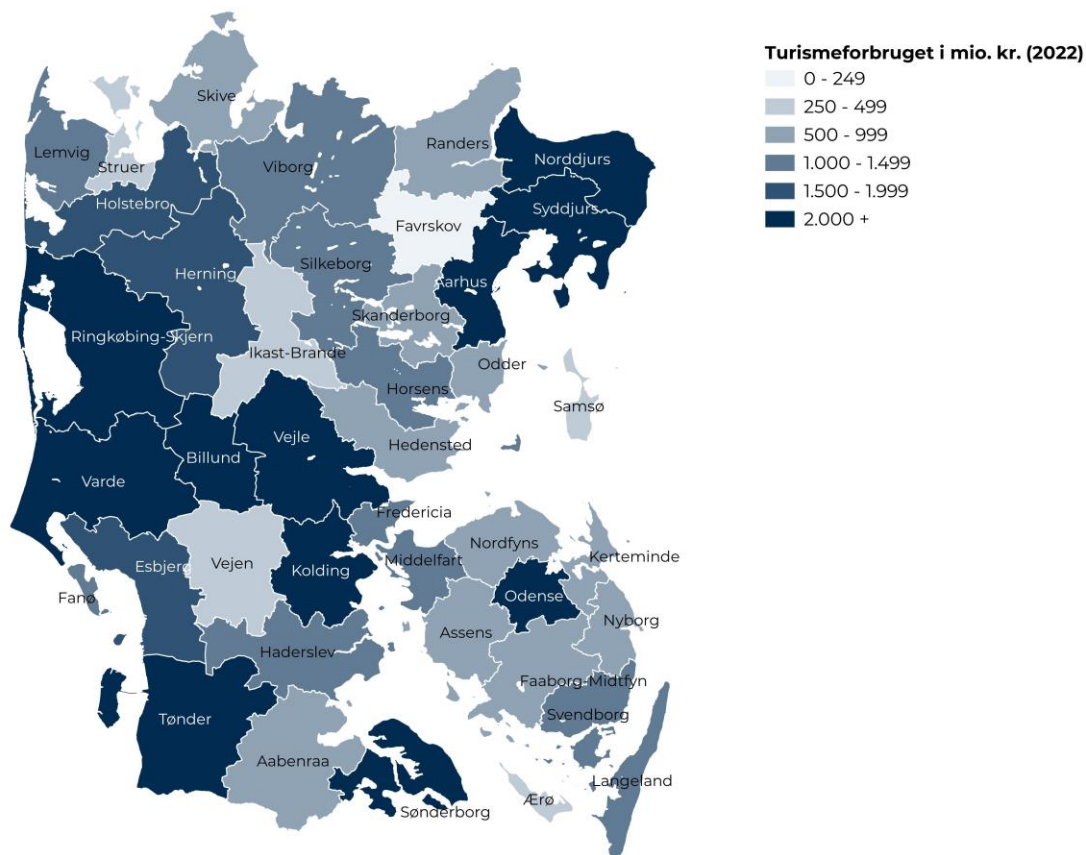 Turismeforbruget i mio. kr. (2022)
0 - 249
250 - 499
500 - 999
1.000 - 1.499
1.500 - 1.999
2.000 +
Skive
Randers
Lemvig
Struer
Viborg
Norddjurs
Holstebro
Syddjurs
Favrskov
Herning
Silkeborg
Aarhus
Skanderborg
Ringkøbing-Skjern
Ikast-Brande
Odder
Horsens
Samsø
Vejle
Hedensted
Billund
Varde
Fredericia
Nordfyns
Kerteminde
Middelfart
Esbjerg
Vejen
Kolding
Odense
Fanø
Nyborg
Assens
Haderslev
Faaborg-Midtfyn
Svendborg
Tønder
Aabenraa
Langeland
Ærø
Sønderborg